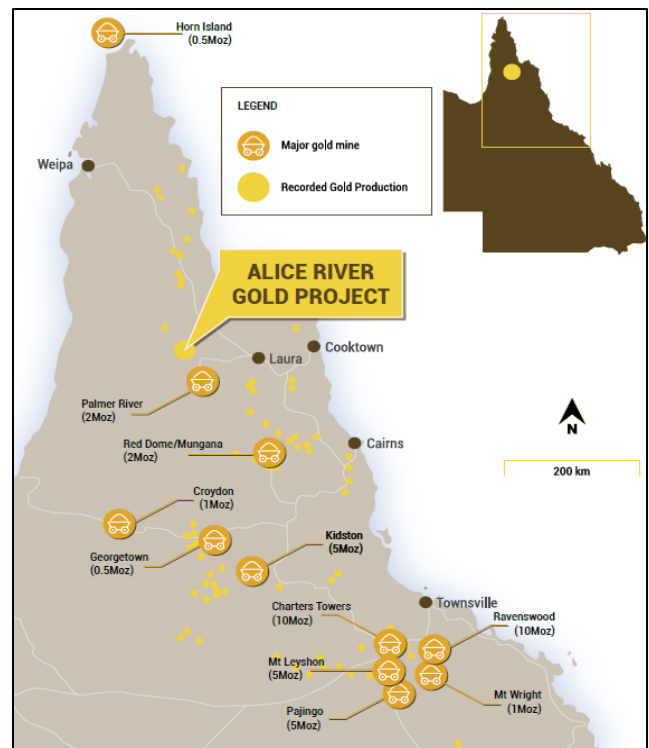 Horn Island
(0.5Moz)
LEGEND
Major gold mine
Recorded Gold Production
Weipa
ALICE RIVER
GOLD PROJECT
Cooktown
Laura
Palmer River
(2Moz)
N
Red Dome/Mungana
(2Moz)
Cairns
200 km
Croydon
(1Moz)
Georgetown
(0.5Moz)
Kidston
(5Moz)
Charters Towers
(10Moz)
Townsville
Ravenswood
(10Moz)
Mt Leyshon
(5Moz)
Mt Wright
(1Moz)
Pajingo
(5Moz)